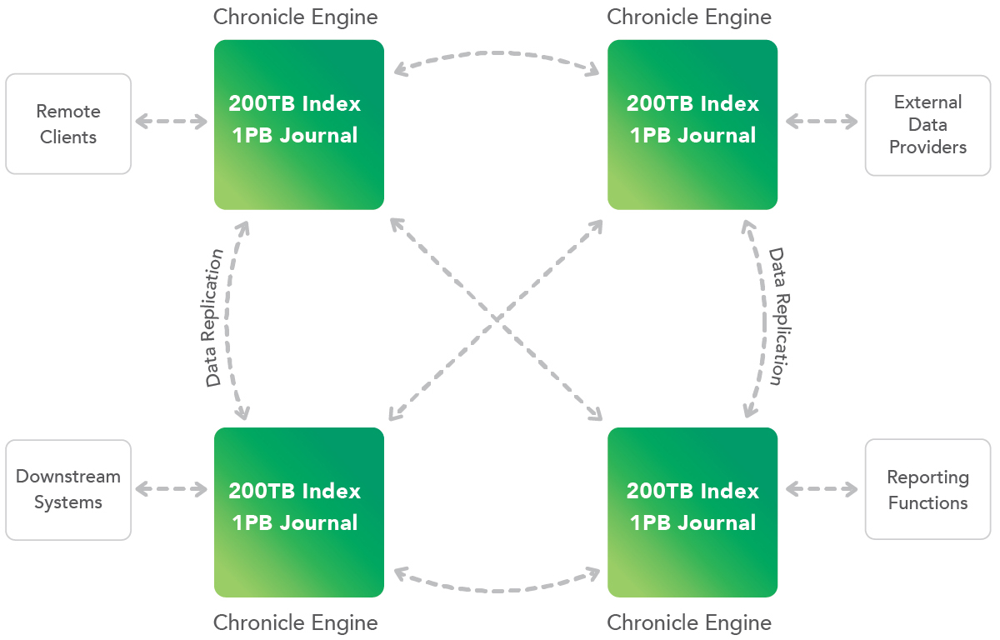 Chronicle Engine
Chronicle Engine
Remote
Clients
200TB Index
1PB Journal
200TB Index
1PB Journal
External
Data
Providers
Data Replication
Data Replication
Downstream
Systems
200TB Index
1PB Journal
200TB Index
1PB Journal
Reporting
Functions
Chronicle Engine
Chronicle Engine